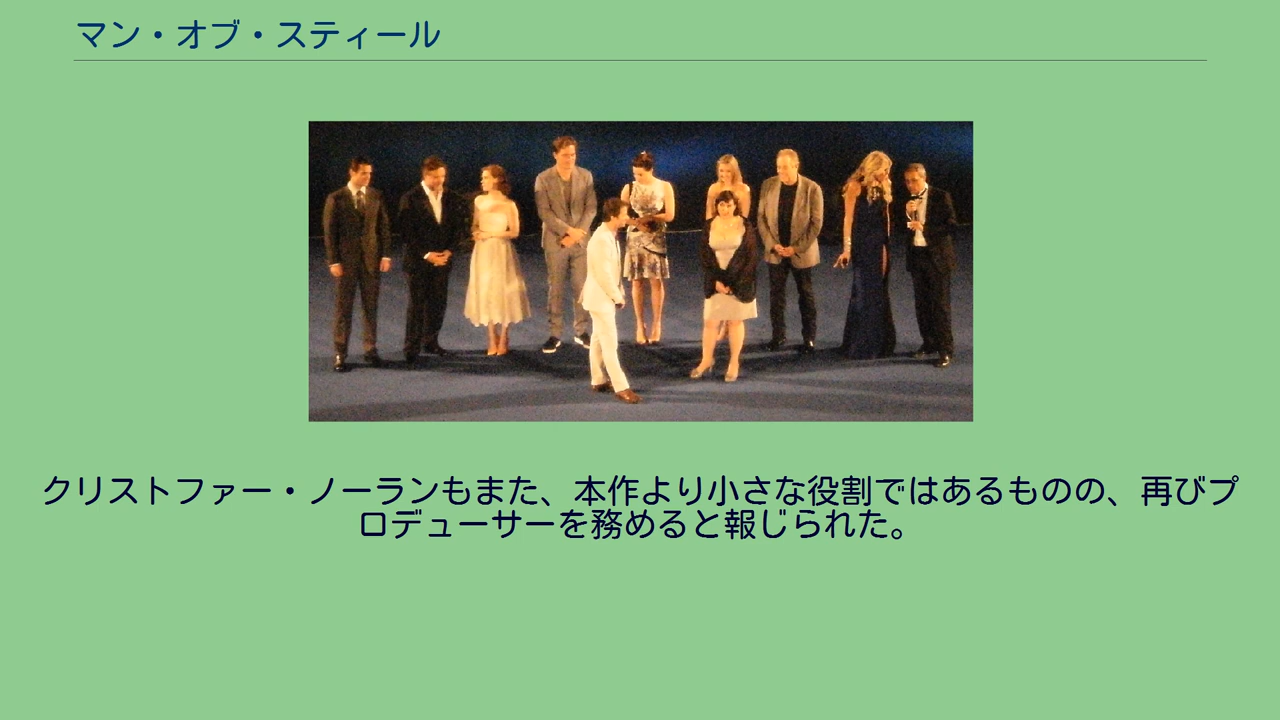 マン・オブ・スティール
クリストファー・ノーランもまた、本作より小さな役割ではあるものの、再びプ
ロデューサーを務めると報じられた。